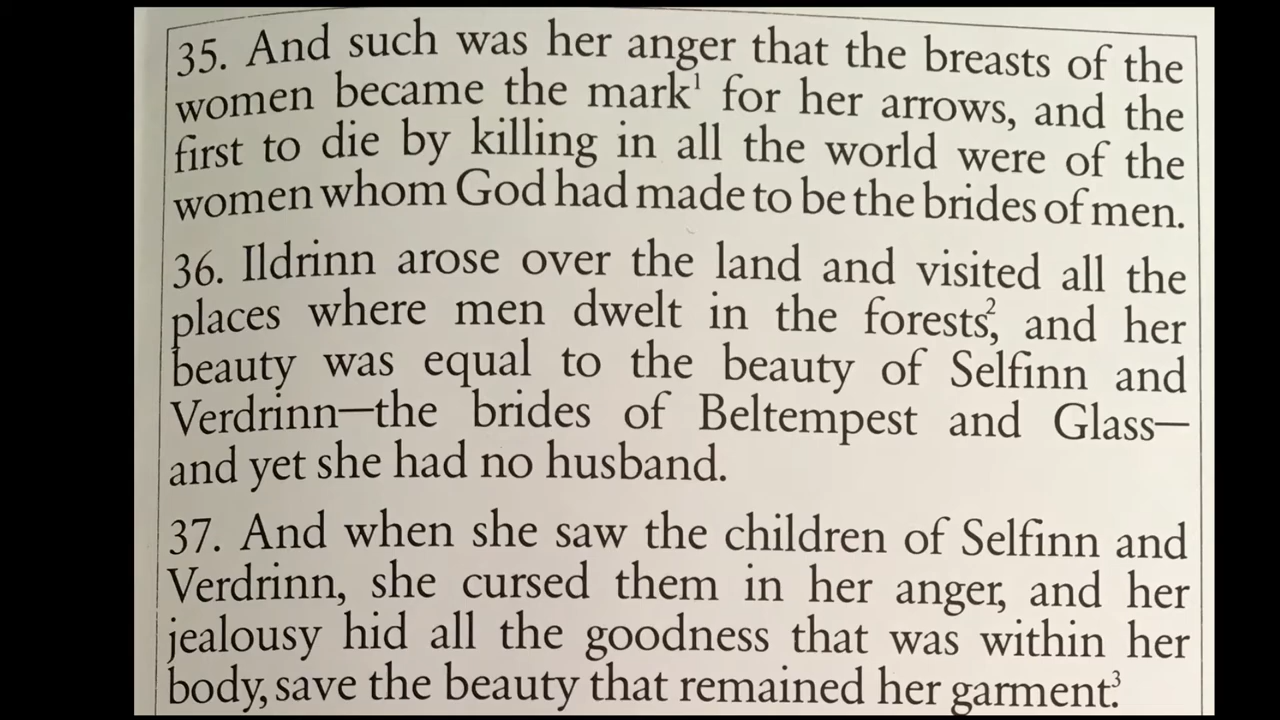 35. And such was her anger that the breasts of the
women became the mark¹ for her arrows, and the
first to die by killing in all the world were of the
women whom God had made to be the brides of men.
36. Ildrinn arose over the land and visited all the
places where men dwelt in the forests², and her
beauty was equal to the beauty of Selfinn and
Verdrinn—the brides of Beltempest and Glass—
and yet she had no husband.
37. And when she saw the children of Selfinn and
Verdrinn, she cursed them in her anger, and her
jealousy hid all the goodness that was within her
body, save the beauty that remained her garment.³